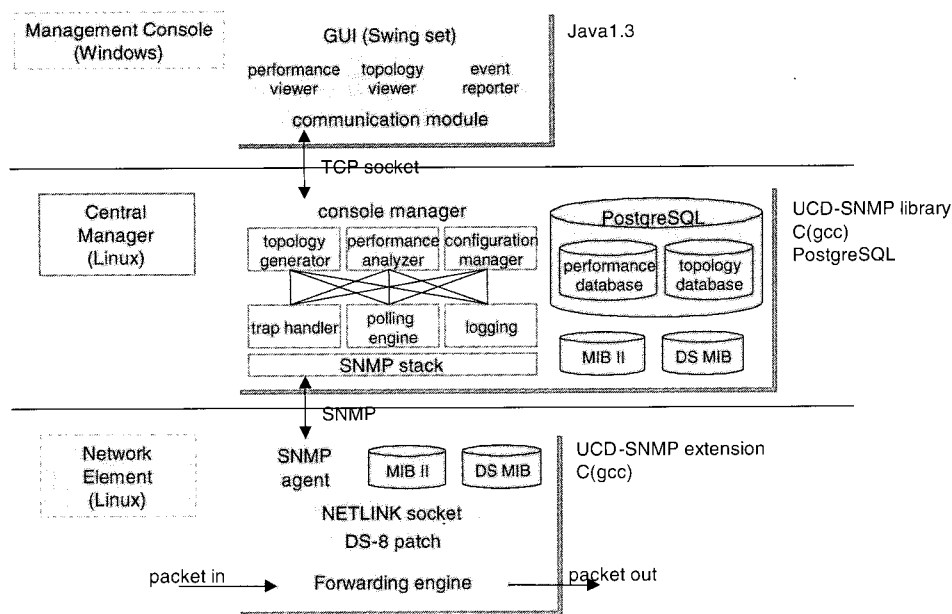 Management Console
(Windows)
GUI (Swing set)
Java1.3
performance
viewer
topology
viewer
event
reporter
communication module
TCP socket
Central
Manager
(Linux)
console manager
topology
generator
performance
analyzer
configuration
manager
trap handler
polling
engine
logging
SNMP stack
PostgreSQL
performance
database
topology
database
MIB II
DS MIB
UCD-SNMP library
C(gcc)
PostgreSQL
SNMP
Network
Element
(Linux)
SNMP
agent
MIB II
DS MIB
UCD-SNMP extension
C(gcc)
NETLINK socket
DS-8 patch
packet in
Forwarding engine
packet out